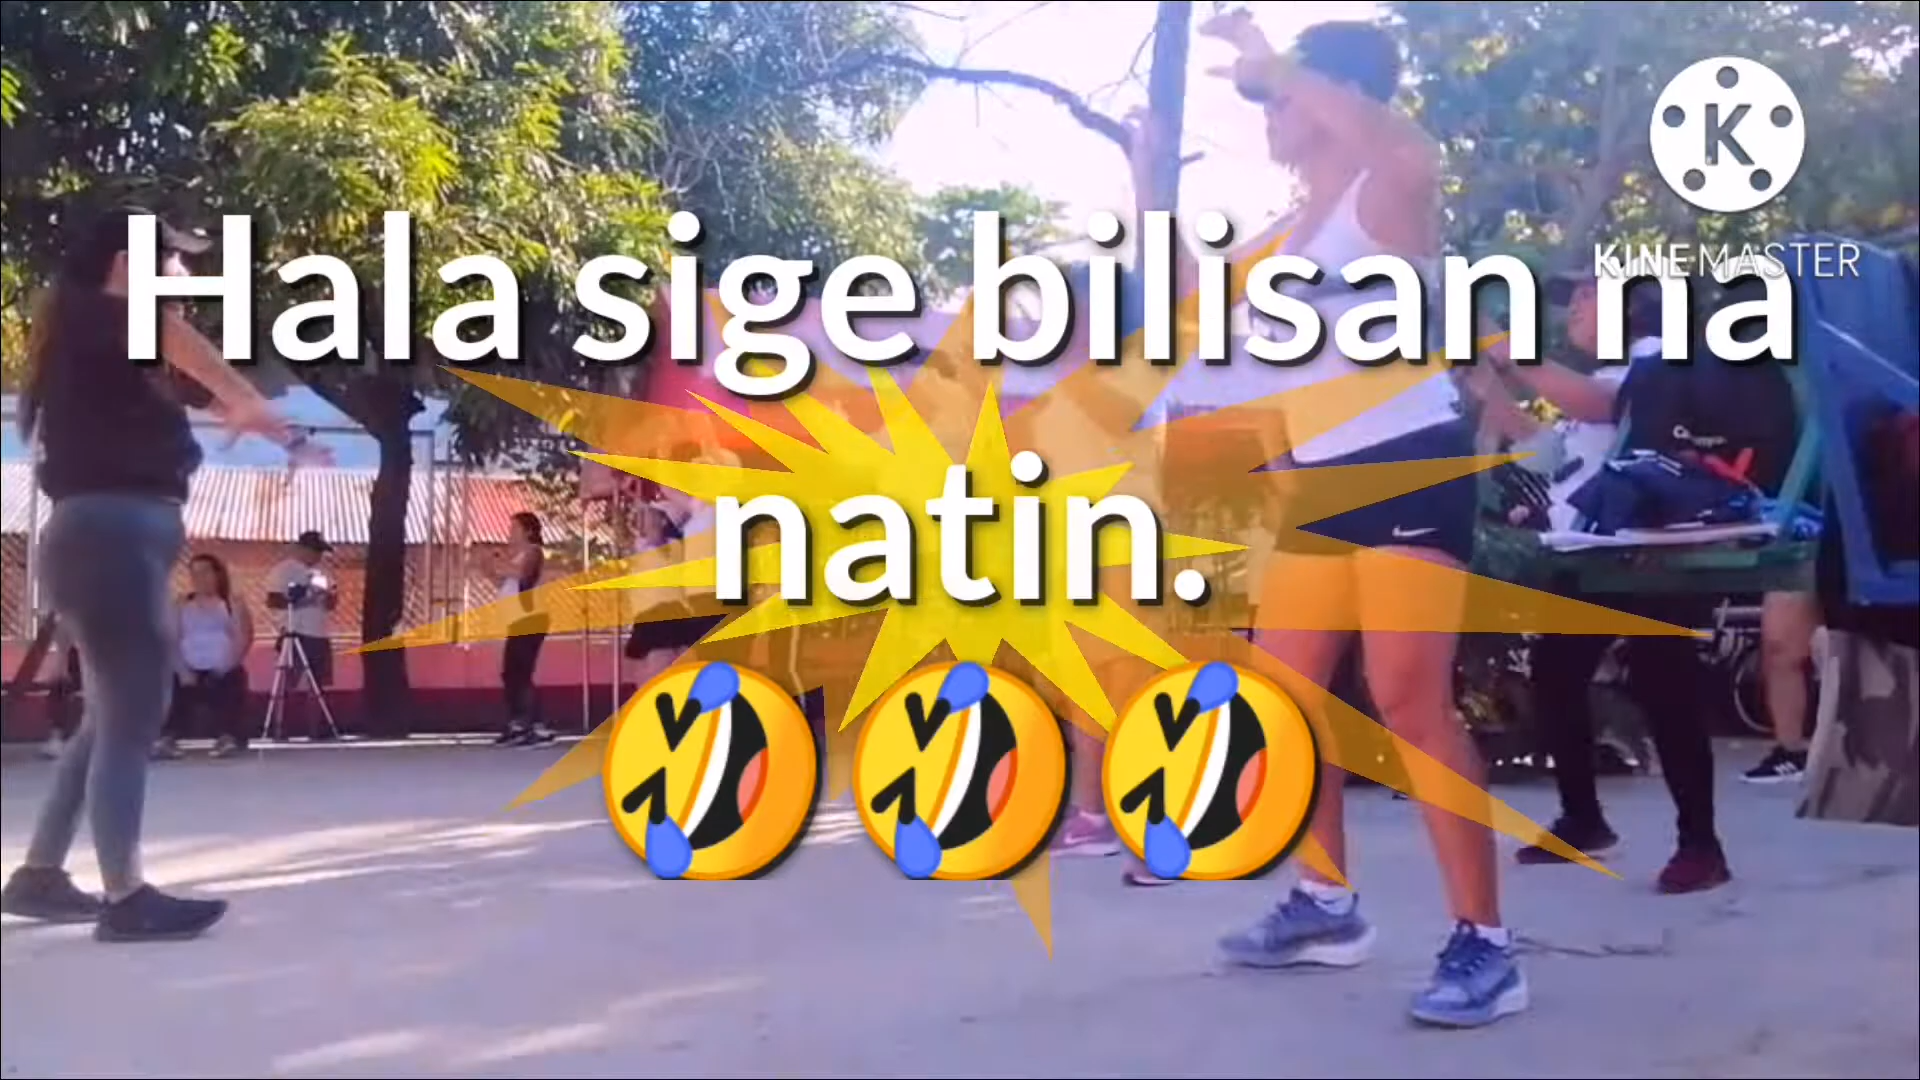 K
KINEMASTER
Hala sige bilisan na
natin.
🤣🤣🤣